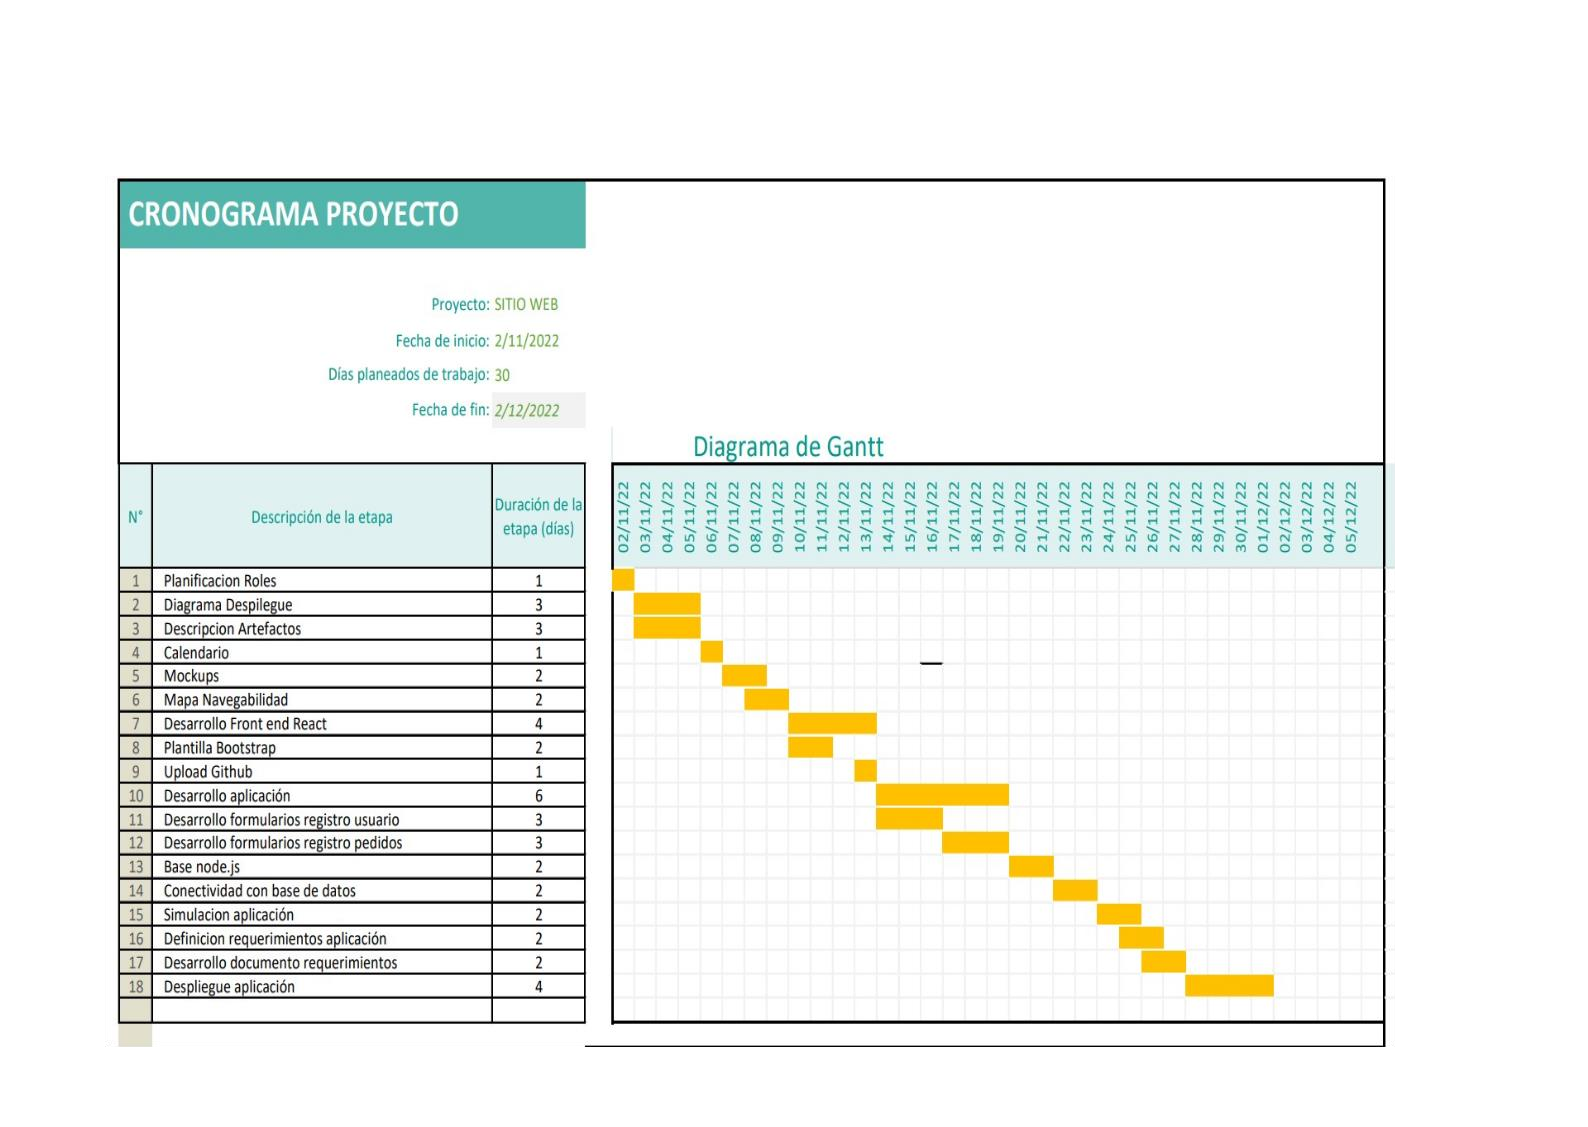 CRONOGRAMA PROYECTO
Proyecto: SITIO WEB
Fecha de inicio: 2/11/2022
Días planeados de trabajo: 30
Fecha de fin: 2/12/2022
Diagrama de Gantt
N° Descripción de la etapa Duración de la etapa (días) 02/11/22 03/11/22 04/11/22 05/11/22 06/11/22 07/11/22 08/11/22 09/11/22 10/11/22 11/11/22 12/11/22 13/11/22 14/11/22 15/11/22 16/11/22 17/11/22 18/11/22 19/11/22 20/11/22 21/11/22 22/11/22 23/11/22 24/11/22 25/11/22 26/11/22 27/11/22 28/11/22 29/11/22 30/11/22 01/12/22 02/12/22 03/12/22 04/12/22 05/12/22
1 Planificacion Roles 1
2 Diagrama Despilegue 3
3 Descripcion Artefactos 3
4 Calendario 1
5 Mockups 2
6 Mapa Navegabilidad 2
7 Desarrollo Front end React 4
8 Plantilla Bootstrap 2
9 Upload Github 1
10 Desarrollo aplicación 6
11 Desarrollo formularios registro usuario 3
12 Desarrollo formularios registro pedidos 3
13 Base node.js 2
14 Conectividad con base de datos 2
15 Simulacion aplicación 2
16 Definicion requerimientos aplicación 2
17 Desarrollo documento requerimientos 2
18 Despliegue aplicación 4